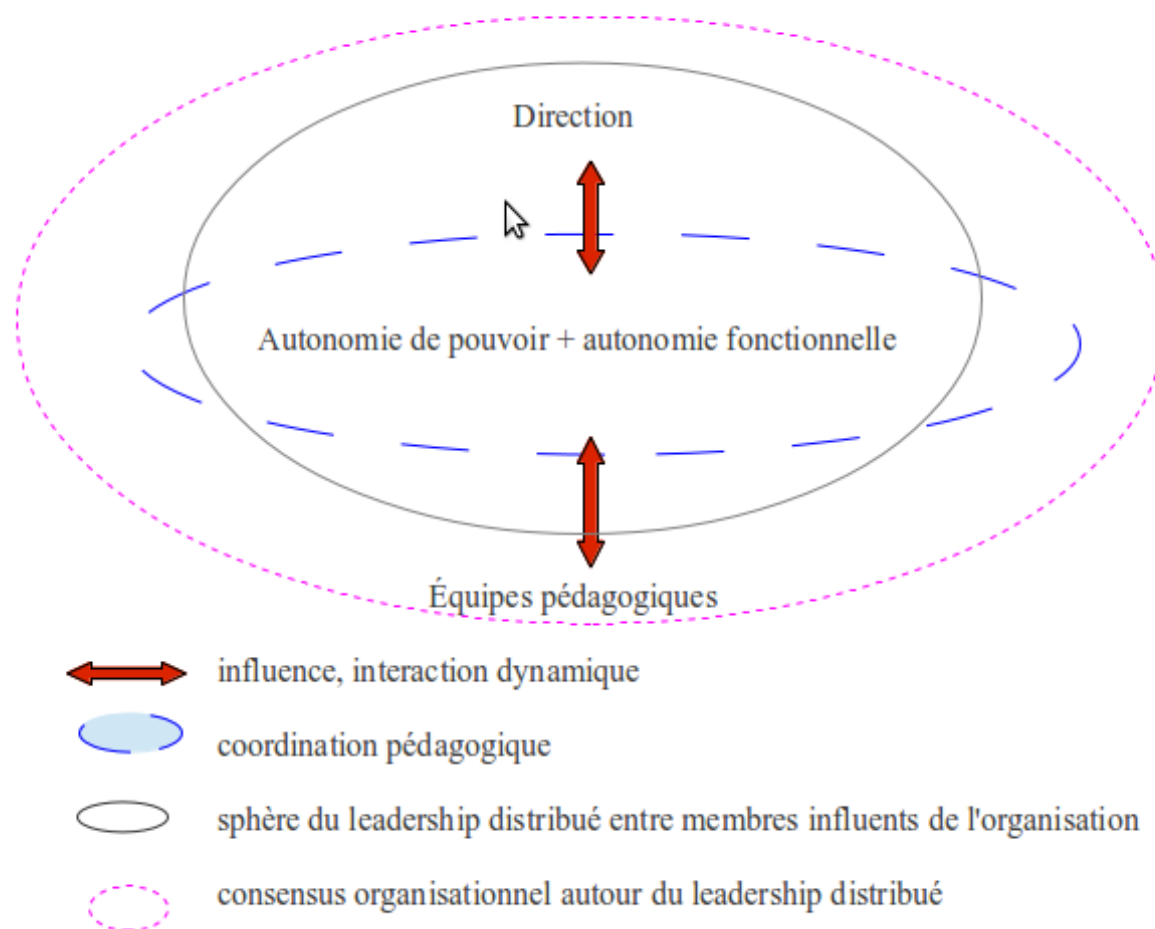 Direction
Autonomie de pouvoir + autonomie fonctionnelle
Équipes pédagogiques
influence, interaction dynamique
coordination pédagogique
sphère du leadership distribué entre membres influents de l'organisation
consensus organisationnel autour du leadership distribué